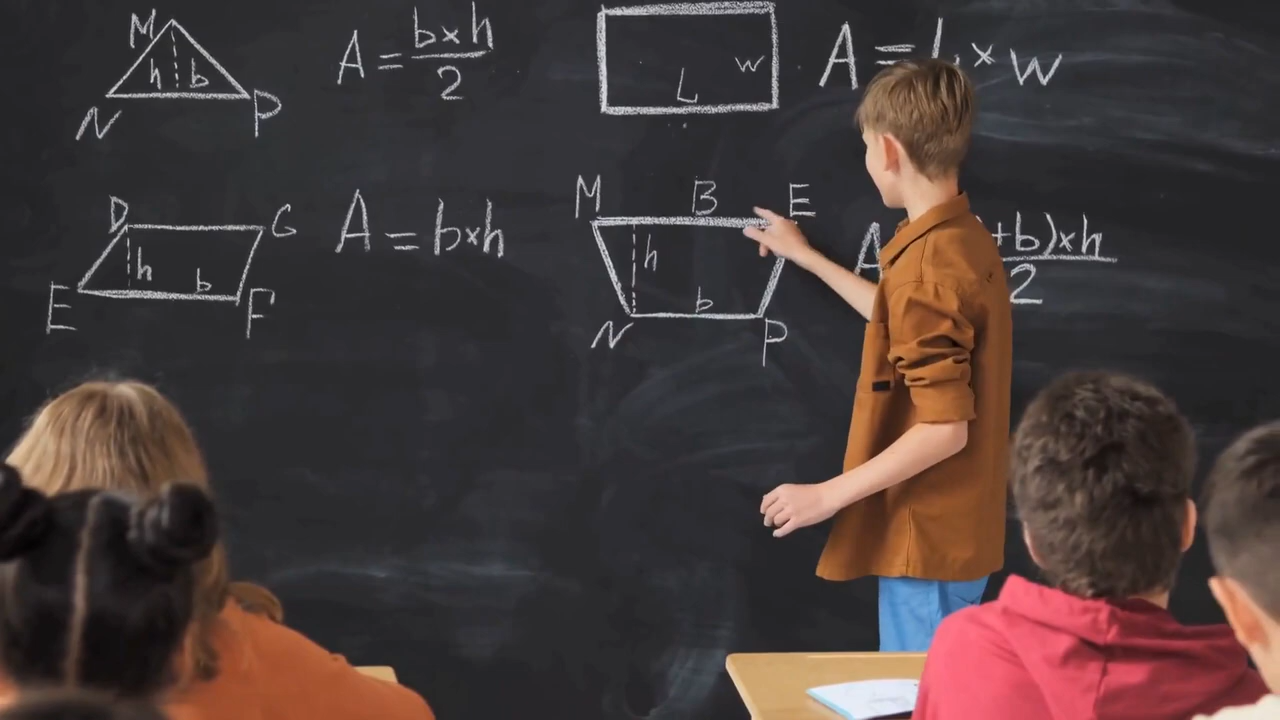 M
h b
N P
A = b×h
2
W
L
A = L × w
D G
h b
E F
A = b×h
M B E
h
b
N P
A +b)×h
2